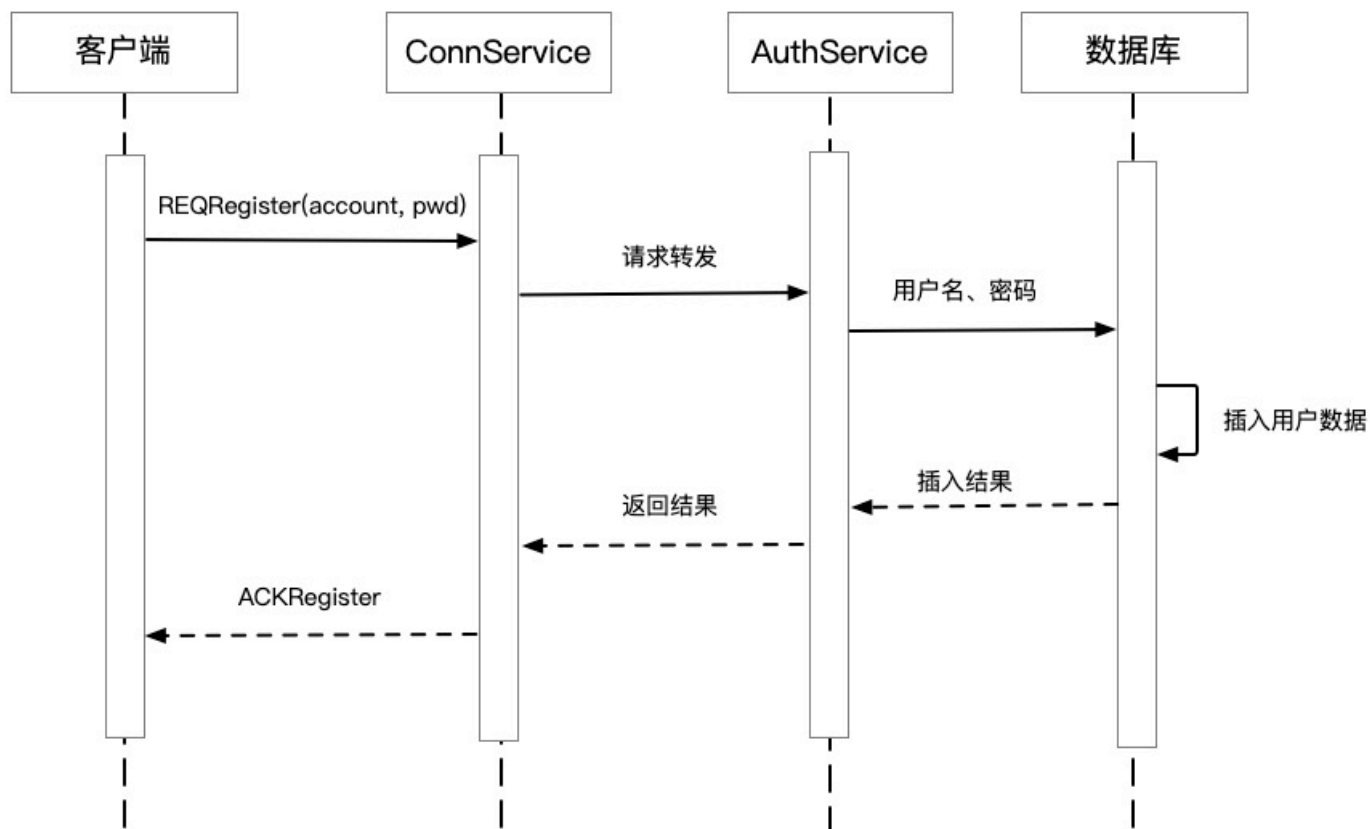 客户端
ConnService
AuthService
数据库
REQRegister(account, pwd)
请求转发
用户名、密码
插入用户数据
插入结果
返回结果
ACKRegister